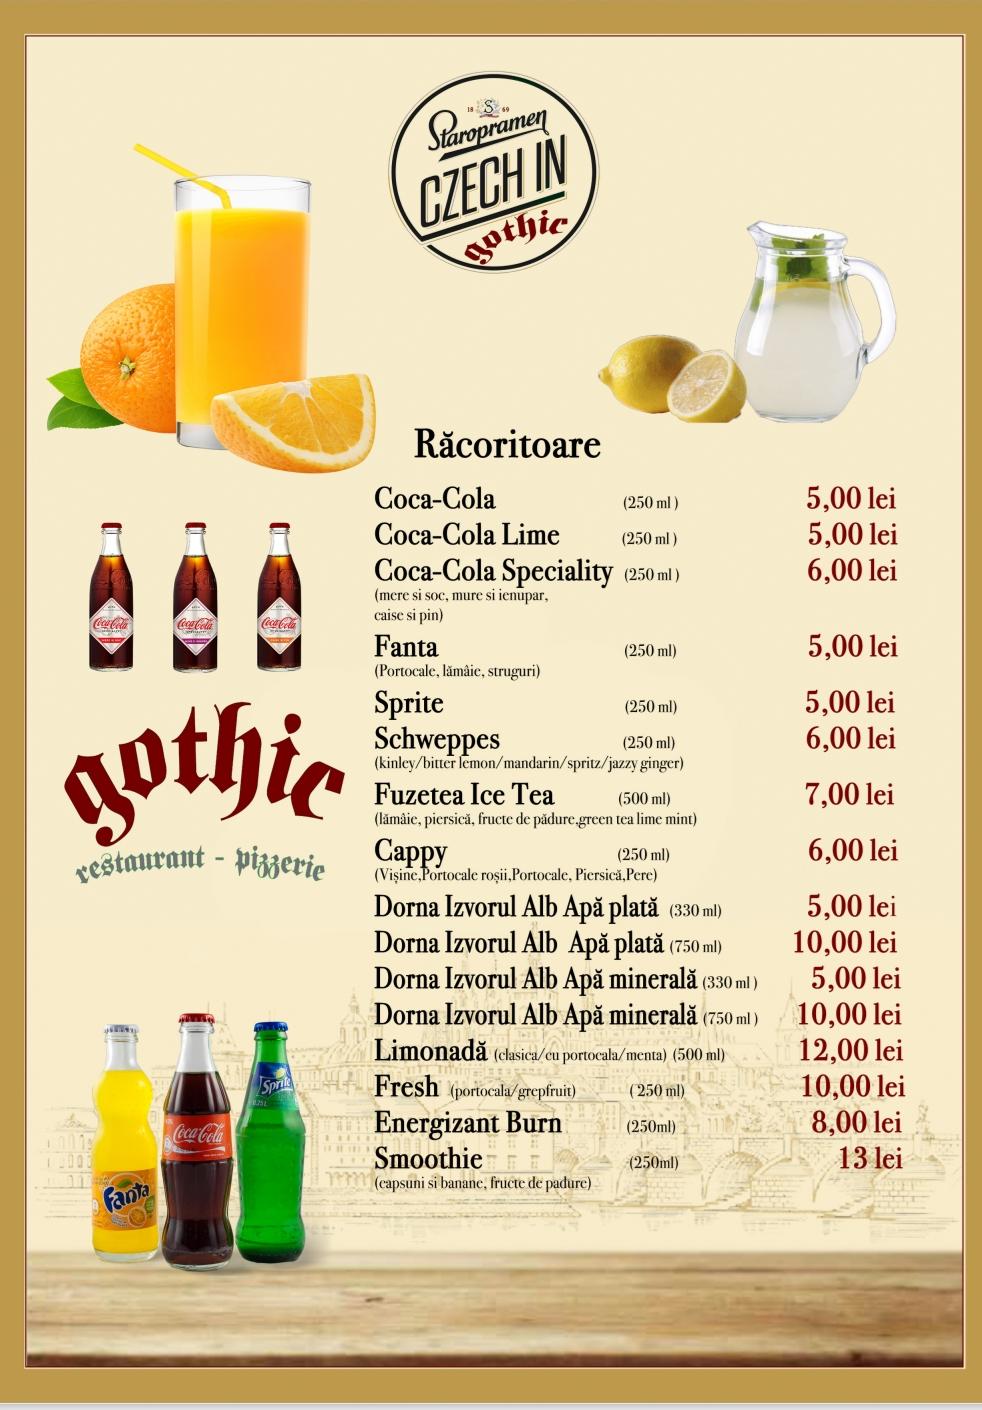 18 69
Staropramen
CZECH IN
gothic
Răcoritoare
Coca-Cola (250 ml ) 5,00 lei
Coca-Cola Lime (250 ml ) 5,00 lei
Coca-Cola Speciality (250 ml ) 6,00 lei
(mere si soc, mure si ienupar,
caise si pin)
Fanta (250 ml) 5,00 lei
(Portocale, lămâie, struguri)
Sprite (250 ml) 5,00 lei
Schweppes (250 ml) 6,00 lei
(kinley/bitter lemon/mandarin/spritz/jazzy ginger)
Fuzetea Ice Tea (500 ml) 7,00 lei
(lămâie, piersică, fructe de pădure,green tea lime mint)
Cappy (250 ml) 6,00 lei
(Vișine,Portocale roșii,Portocale, Piersică,Pere)
Dorna Izvorul Alb Apă plată (330 ml) 5,00 lei
Dorna Izvorul Alb Apă plată (750 ml) 10,00 lei
Dorna Izvorul Alb Apă minerală (330 ml ) 5,00 lei
Dorna Izvorul Alb Apă minerală (750 ml ) 10,00 lei
Limonadă (clasica/cu portocala/menta) (500 ml) 12,00 lei
Fresh (portocala/grepfruit) ( 250 ml) 10,00 lei
Energizant Burn (250ml) 8,00 lei
Smoothie (250ml) 13 lei
(capsuni si banane, fructe de padure)
Coca-Cola
Coca-Cola
Coca-Cola
gothic
restaurant - pizzerie
Fanta
Coca-Cola
Sprite
0,25L